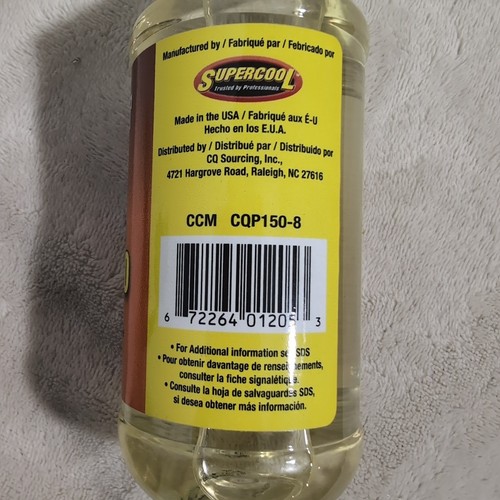 Manufactured by / Fabriqué par / Fabricado por
SUPERCOOL
Trusted by Professionals
Made in the USA / Fabriqué aux É-U
Hecho en los E.U.A.
Distributed by / Distribué par / Distribuido por
CQ Sourcing, Inc.,
4721 Hargrove Road, Raleigh, NC 27616
CCM CQP150-8
6 72264 01205 3
• For Additional information see SDS
• Pour obtenir davantage de renseignements,
consulter la fiche signalétique.
• Consulte la hoja de salvaguardes SDS,
si desea obtener más información.